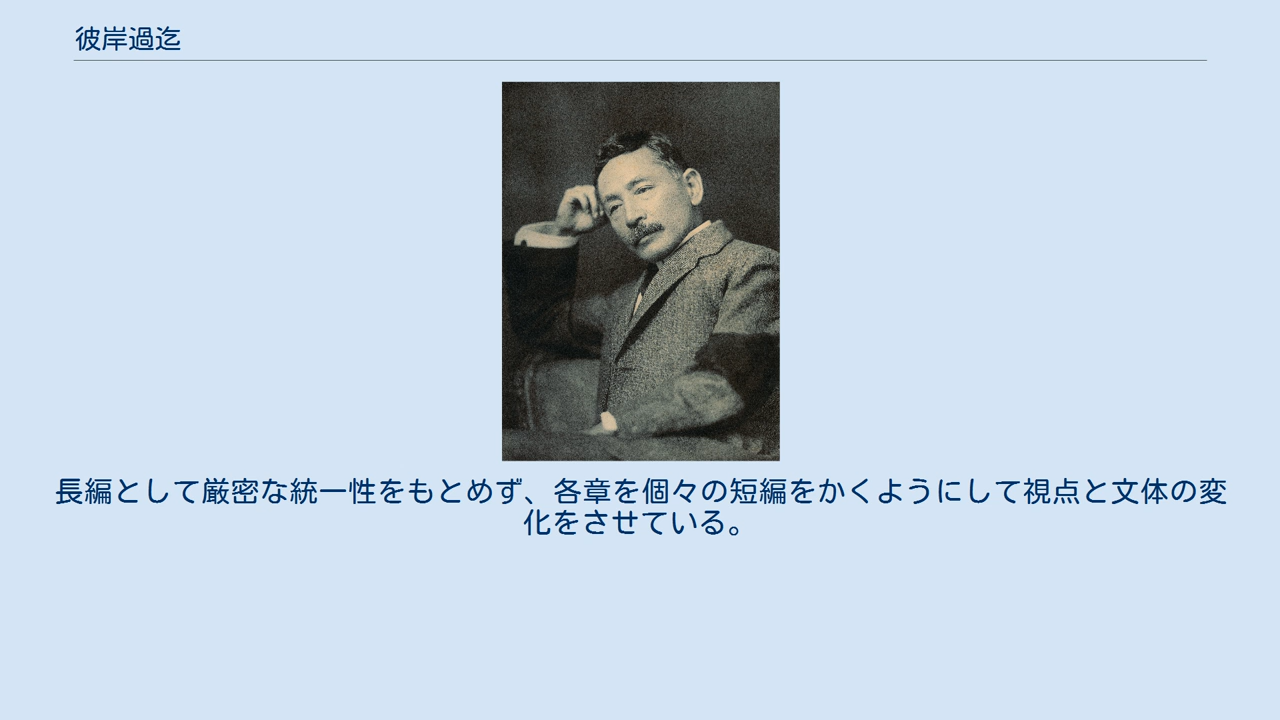 彼岸過迄
長編として厳密な統一性をもとめず、各章を個々の短編をかくようにして視点と文体の変
化をさせている。